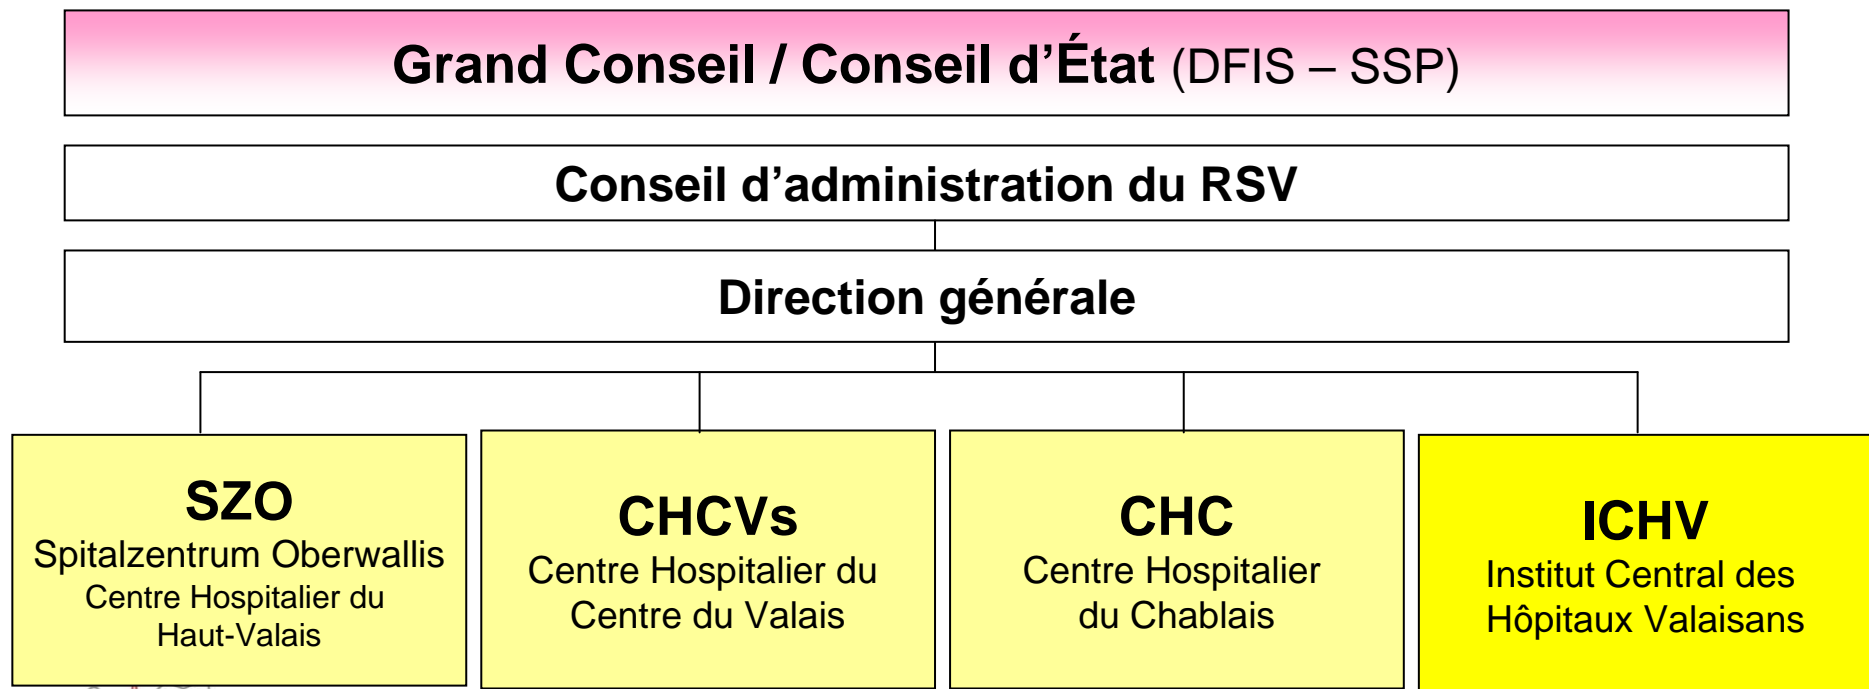 Grand Conseil / Conseil d’État (DFIS – SSP)
Conseil d’administration du RSV
Direction générale
SZO
Spitalzentrum Oberwallis
Centre Hospitalier du
Haut-Valais
CHCVs
Centre Hospitalier du
Centre du Valais
CHC
Centre Hospitalier
du Chablais
ICHV
Institut Central des
Hôpitaux Valaisans